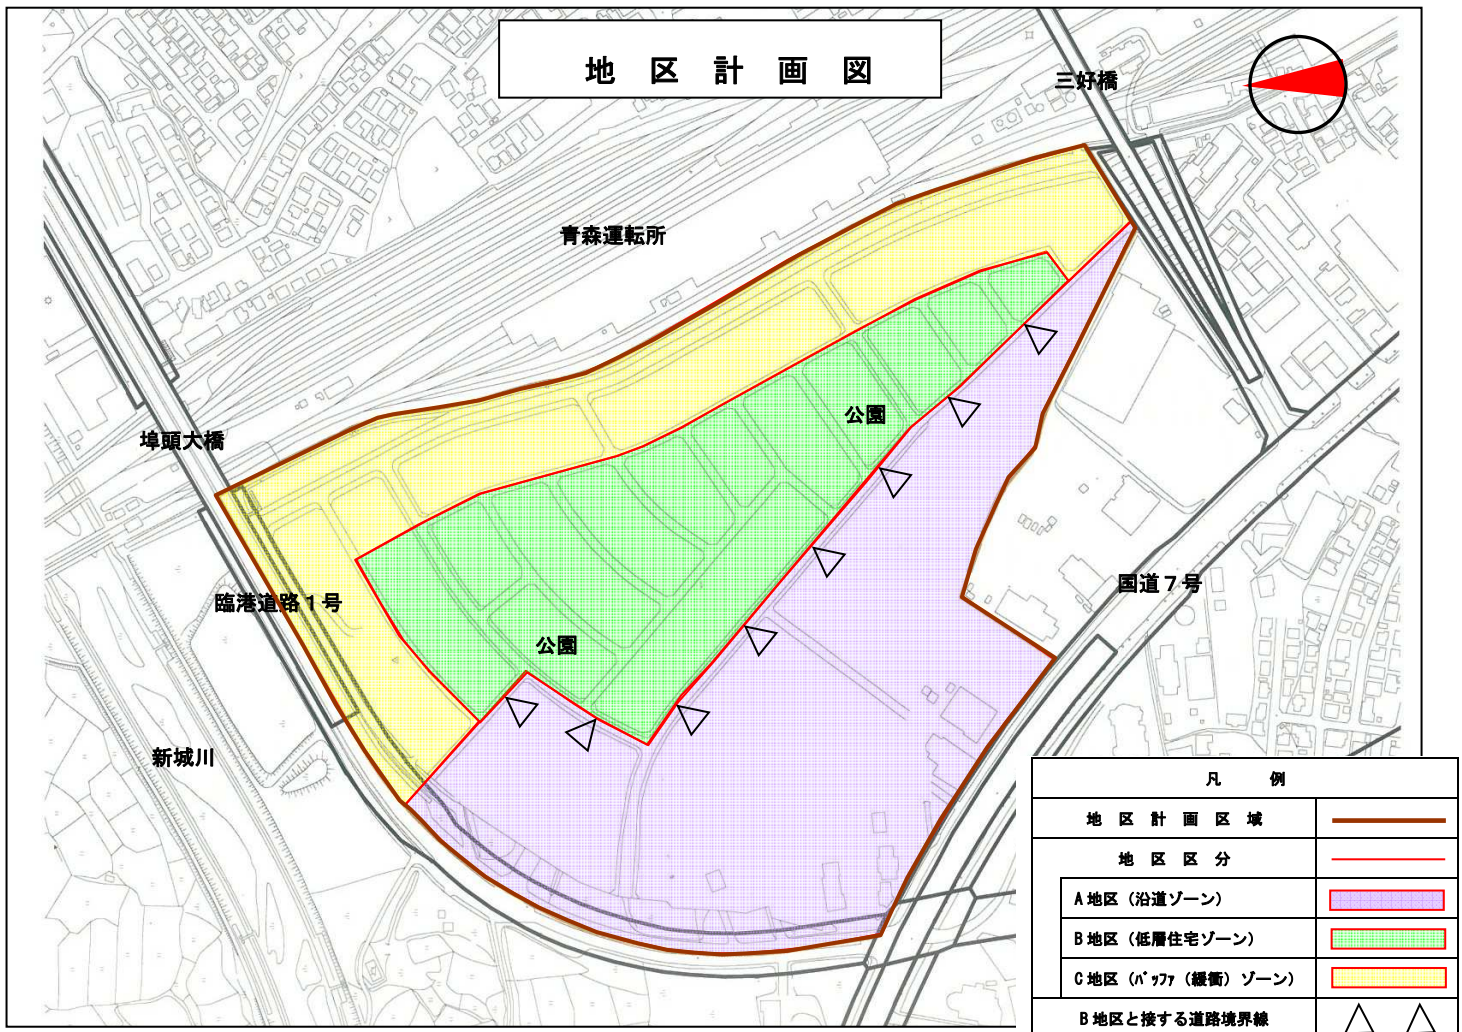 地区計画図
三好橋
青森運転所
埠頭大橋
公園
臨港道路1号
国道7号
公園
新城川
凡例
地区計画区域
地区区分
A地区(沿道ゾーン)
B地区(低層住宅ゾーン)
C地区(バッファ(緩衝)ゾーン)
B地区と接する道路境界線